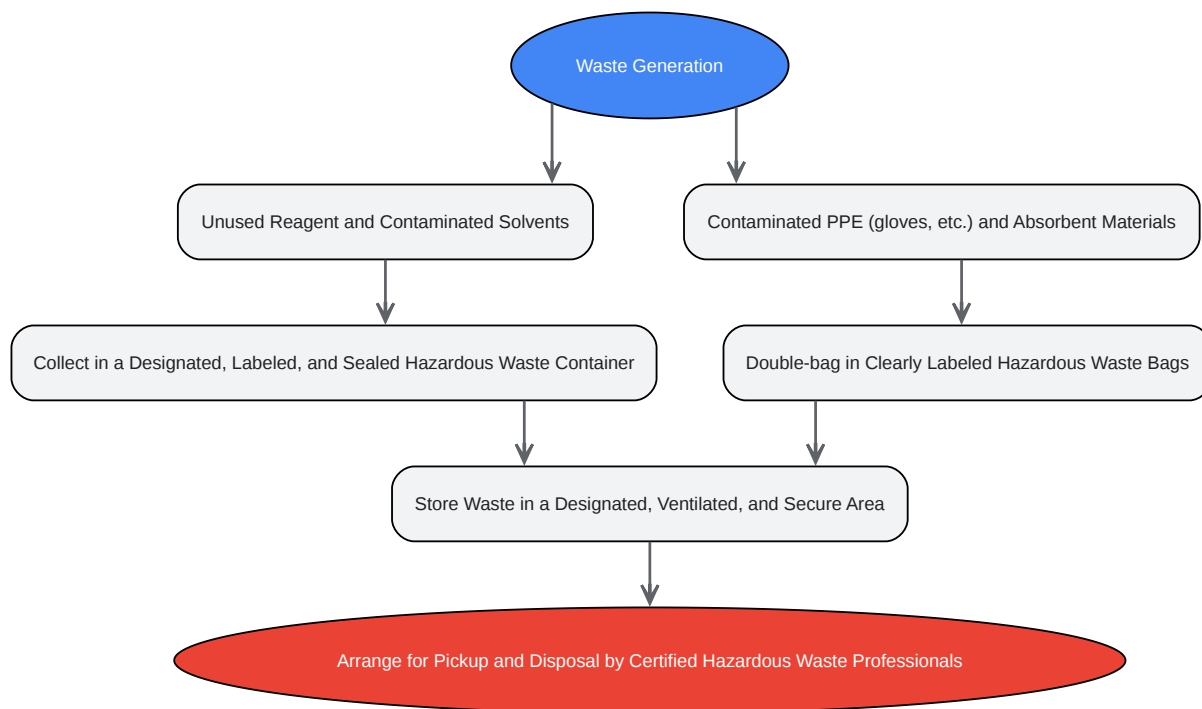 Waste Generation
Unused Reagent and Contaminated Solvents
Contaminated PPE (gloves, etc.) and Absorbent Materials
Collect in a Designated, Labeled, and Sealed Hazardous Waste Container
Double-bag in Clearly Labeled Hazardous Waste Bags
Store Waste in a Designated, Ventilated, and Secure Area
Arrange for Pickup and Disposal by Certified Hazardous Waste Professionals